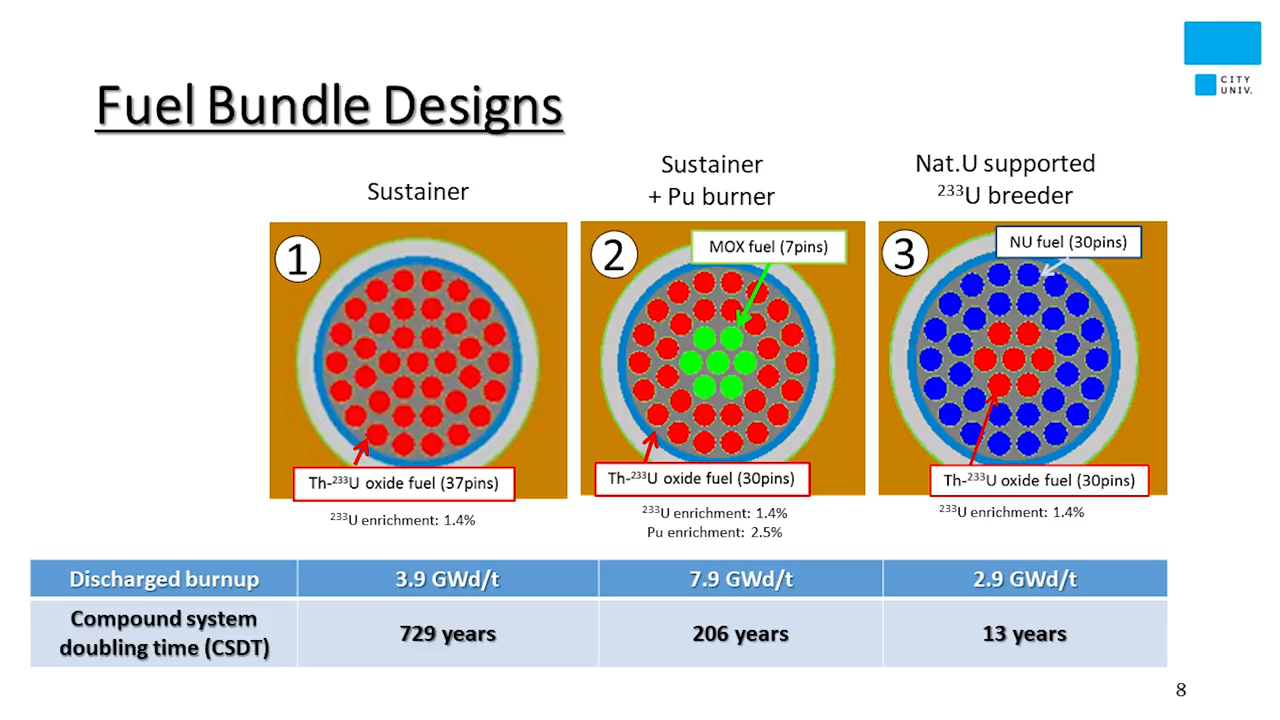 CITY
UNIV.
Fuel Bundle Designs
Sustainer
Sustainer
+ Pu burner
Nat.U supported
²³³U breeder
1
2
3
MOX fuel (7pins)
NU fuel (30pins)
Th-²³³U oxide fuel (37pins)
Th-²³³U oxide fuel (30pins)
Th-²³³U oxide fuel (30pins)
²³³U enrichment: 1.4%
²³³U enrichment: 1.4%
Pu enrichment: 2.5%
²³³U enrichment: 1.4%
Discharged burnup 3.9 GWd/t 7.9 GWd/t 2.9 GWd/t
Compound system
doubling time (CSDT) 729 years 206 years 13 years
8